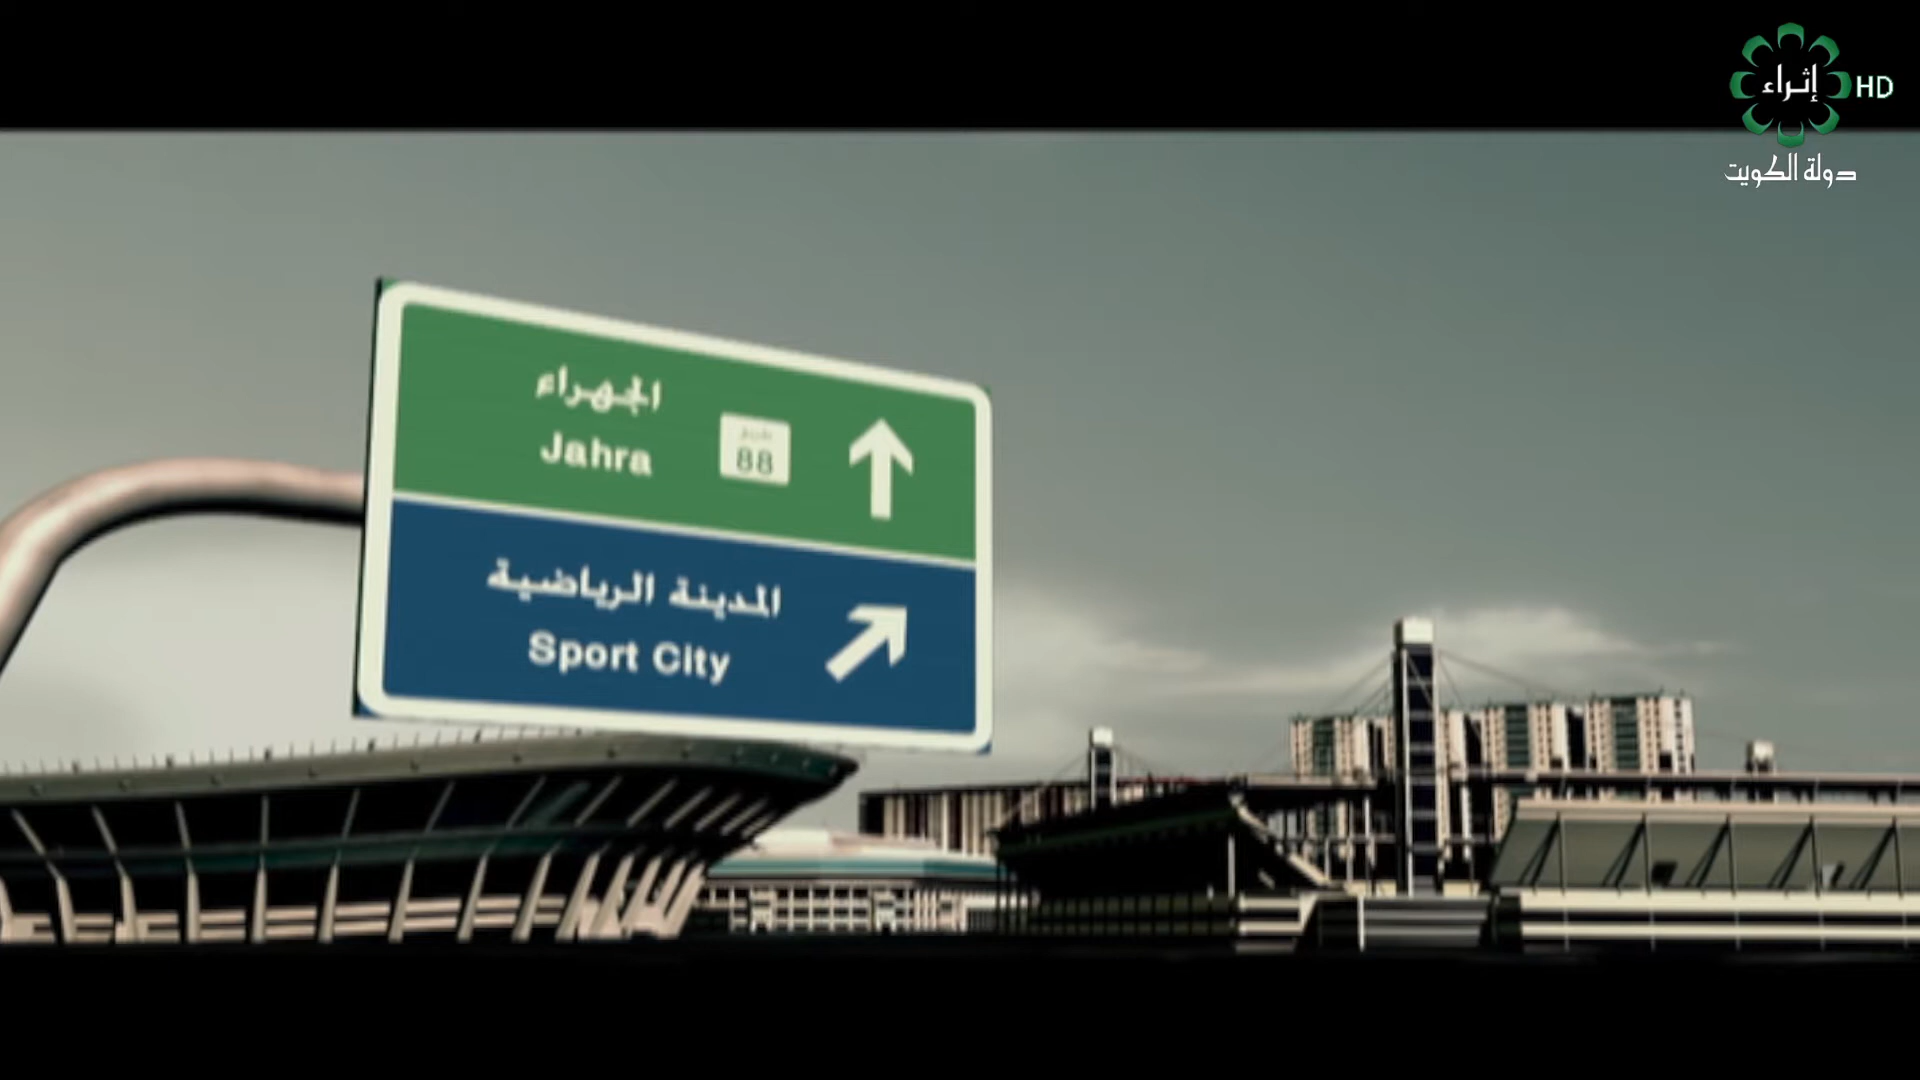 إثراء HD
دولة الكويت
الجهراء
Jahra
88
المدينة الرياضية
Sport City